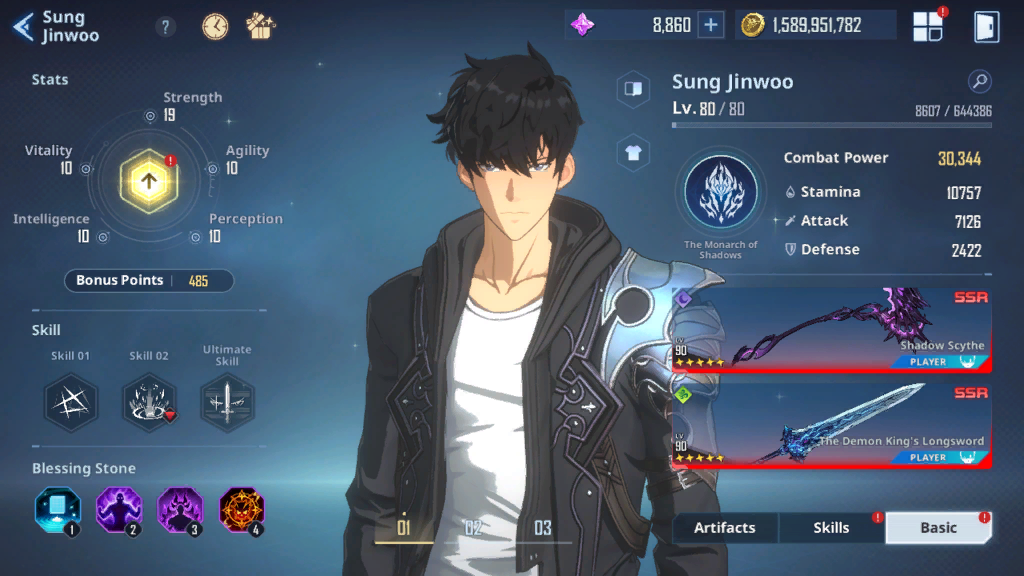 Sung
Jinwoo
?
8,860 +
1,589,951,782
!
Stats
Strength
19
Vitality
10
Agility
10
!
Intelligence
10
Perception
10
Bonus Points 485
Skill
Skill 01
Skill 02
Ultimate
Skill
Blessing Stone
1
2
3
4
01
02
03
Sung Jinwoo
Lv. 80 / 80
8607 / 644386
The Monarch of
Shadows
Combat Power 30,344
Stamina 10757
Attack 7126
Defense 2422
SSR
LV
90
Shadow Scythe
PLAYER
SSR
LV
90
The Demon King's Longsword
PLAYER
Artifacts
Skills !
Basic !